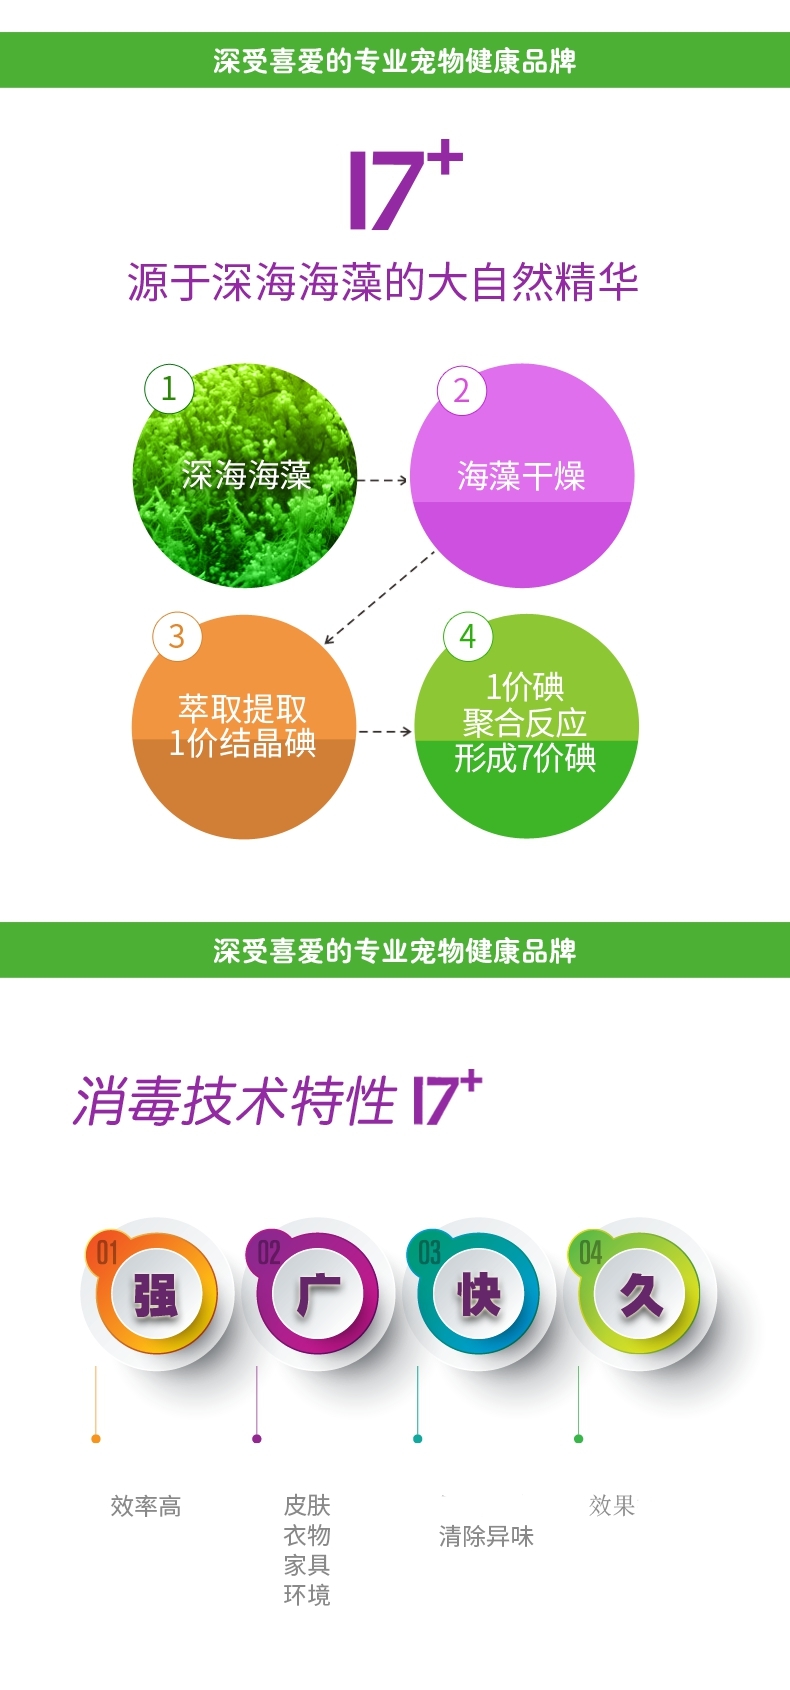 深受喜爱的专业宠物健康品牌
17+
源于深海海藻的大自然精华
1
深海海藻
2
海藻干燥
3
萃取提取
1价结晶碘
4
1价碘
聚合反应
形成7价碘
深受喜爱的专业宠物健康品牌
消毒技术特性 17+
01
强
02
广
03
快
04
久
效率高
皮肤
衣物
家具
环境
清除异味
效果